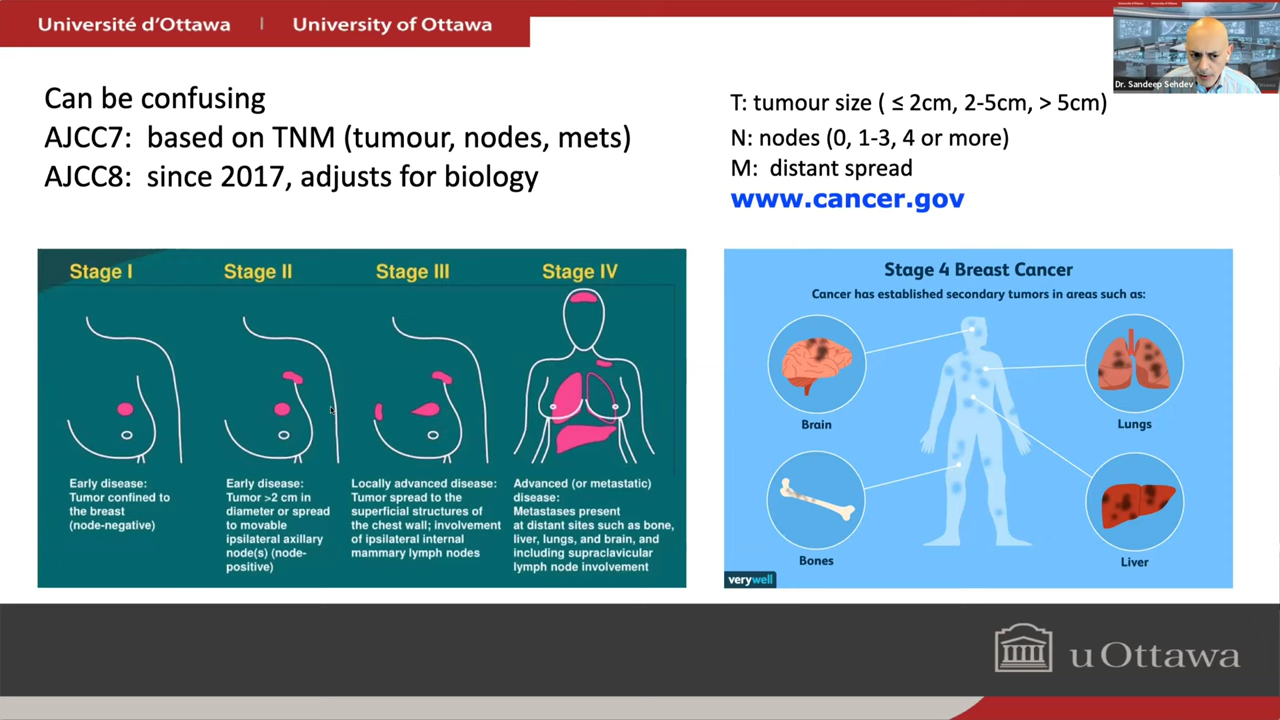 Université d'Ottawa | University of Ottawa
Dr. Sandeep Sehdev
Can be confusing
AJCC7: based on TNM (tumour, nodes, mets)
AJCC8: since 2017, adjusts for biology
T: tumour size ( ≤ 2cm, 2-5cm, > 5cm)
N: nodes (0, 1-3, 4 or more)
M: distant spread
www.cancer.gov
Stage I
Early disease:
Tumor confined to
the breast
(node-negative)
Stage II
Early disease:
Tumor >2 cm in
diameter or spread
to movable
ipsilateral axillary
node(s) (node-
positive)
Stage III
Locally advanced disease:
Tumor spread to the
superficial structures of
the chest wall; involvement
of ipsilateral internal
mammary lymph nodes
Stage IV
Advanced (or metastatic)
disease:
Metastases present
at distant sites such as bone,
liver, lungs, and brain, and
including supraclavicular
lymph node involvement
Stage 4 Breast Cancer
Cancer has established secondary tumors in areas such as:
Brain
Lungs
Bones
Liver
verywell
uOttawa